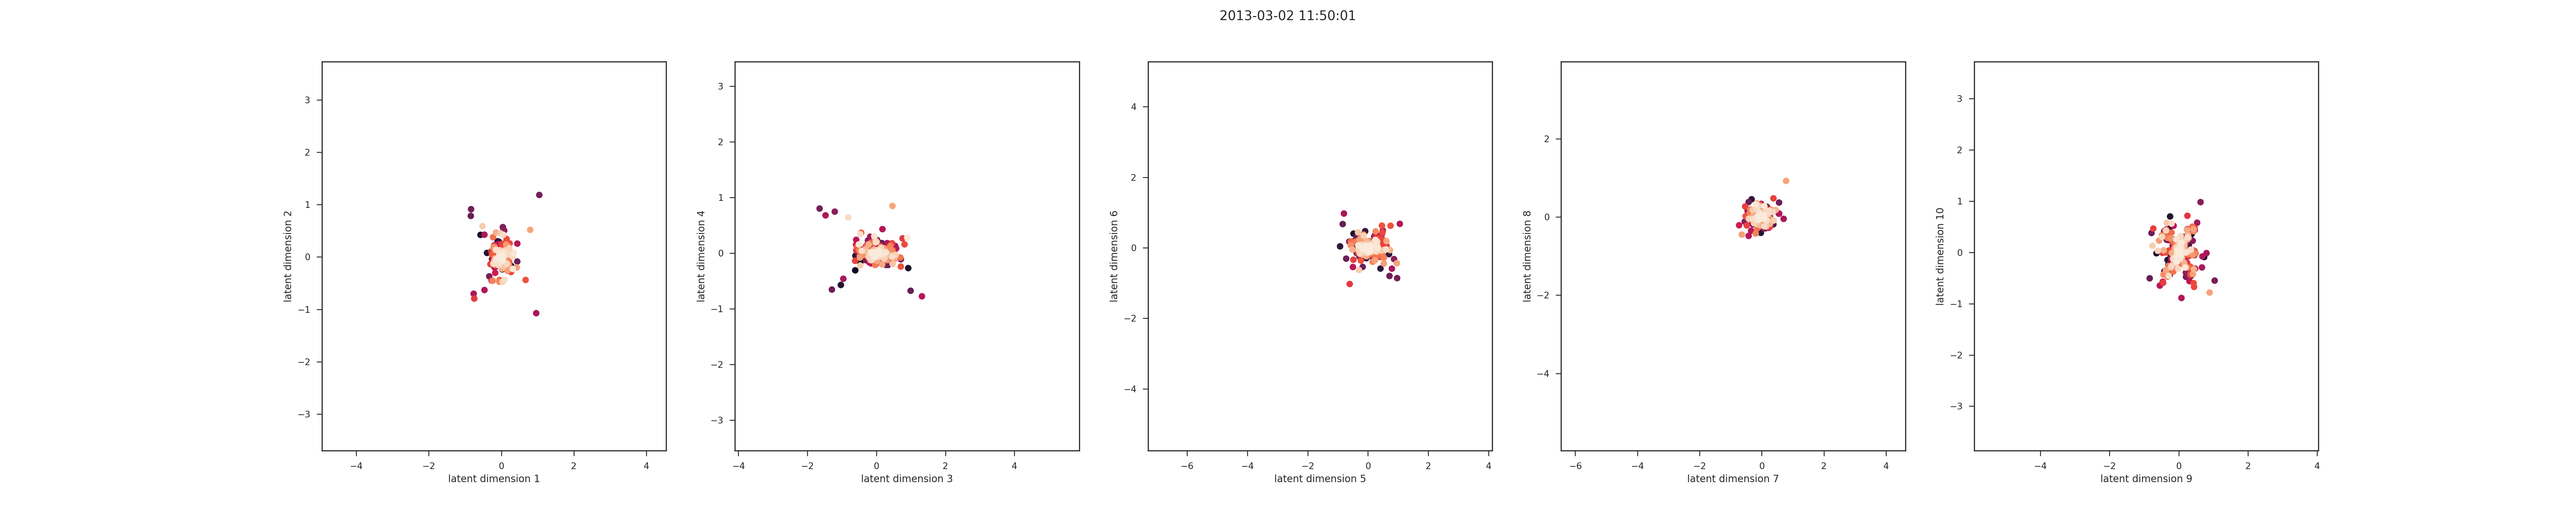 2013-03-02 11:50:01
3
2
1
0
−1
−2
−3
latent dimension 2
−4 −2 0 2 4
latent dimension 1
3
2
1
0
−1
−2
−3
latent dimension 4
−4 −2 0 2 4
latent dimension 3
4
2
0
−2
−4
latent dimension 6
−6 −4 −2 0 2 4
latent dimension 5
2
0
−2
−4
latent dimension 8
−6 −4 −2 0 2 4
latent dimension 7
3
2
1
0
−1
−2
−3
latent dimension 10
−4 −2 0 2 4
latent dimension 9